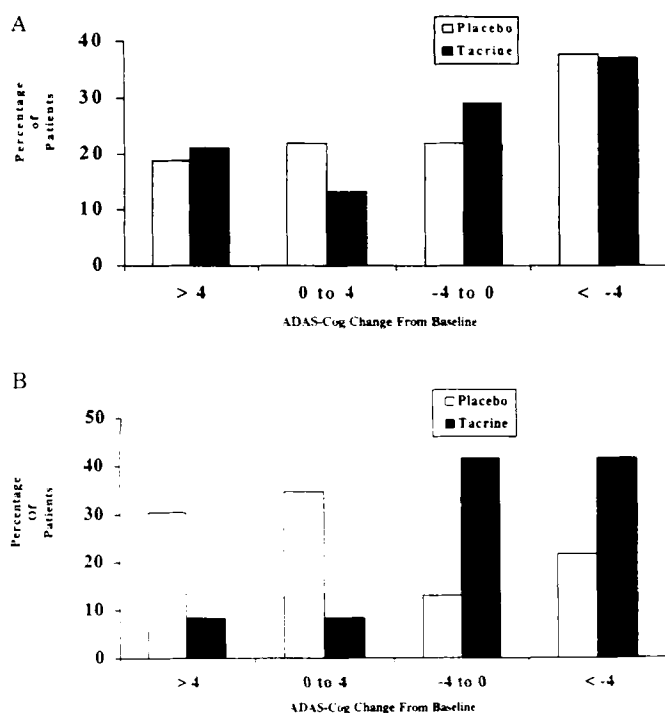 A
Placebo
Tacrine
Percentage
of
Patients
40
30
20
10
0
> 4
0 to 4
-4 to 0
< -4
ADAS-Cog Change From Baseline
B
Placebo
Tacrine
Percentage
Of
Patients
50
40
30
20
10
0
> 4
0 to 4
-4 to 0
< -4
ADAS-Cog Change From Baseline